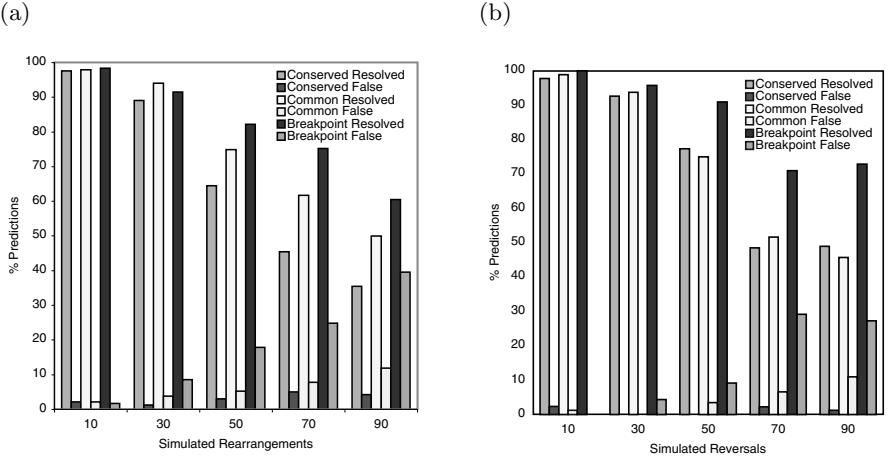 (a)
100
90
80
70
60
50
40
30
20
10
0
% Predictions
Conserved Resolved
Conserved False
Common Resolved
Common False
Breakpoint Resolved
Breakpoint False
10 30 50 70 90
Simulated Rearrangements
(b)
100
90
80
70
60
50
40
30
20
10
0
% Predictions
Conserved Resolved
Conserved False
Common Resolved
Common False
Breakpoint Resolved
Breakpoint False
10 30 50 70 90
Simulated Reversals